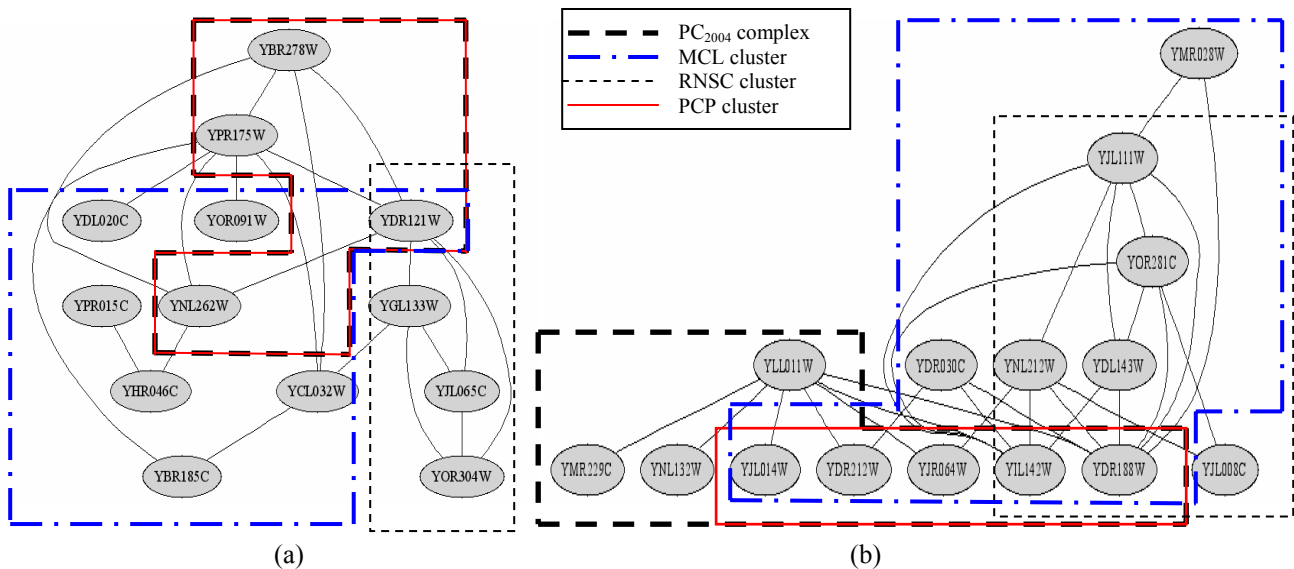 PC2004 complex
MCL cluster
RNSC cluster
PCP cluster
YBR278W
YPR175W
YDL020C
YOR091W
YDR121W
YPR015C
YNL262W
YGL133W
YHR046C
YCL032W
YJL065C
YBR185C
YOR304W
(a)
YMR028W
YJL111W
YOR281C
YLL011W
YDR030C
YNL212W
YDL143W
YMR229C
YNL132W
YJL014W
YDR212W
YJR064W
YIL142W
YDR188W
YJL008C
(b)